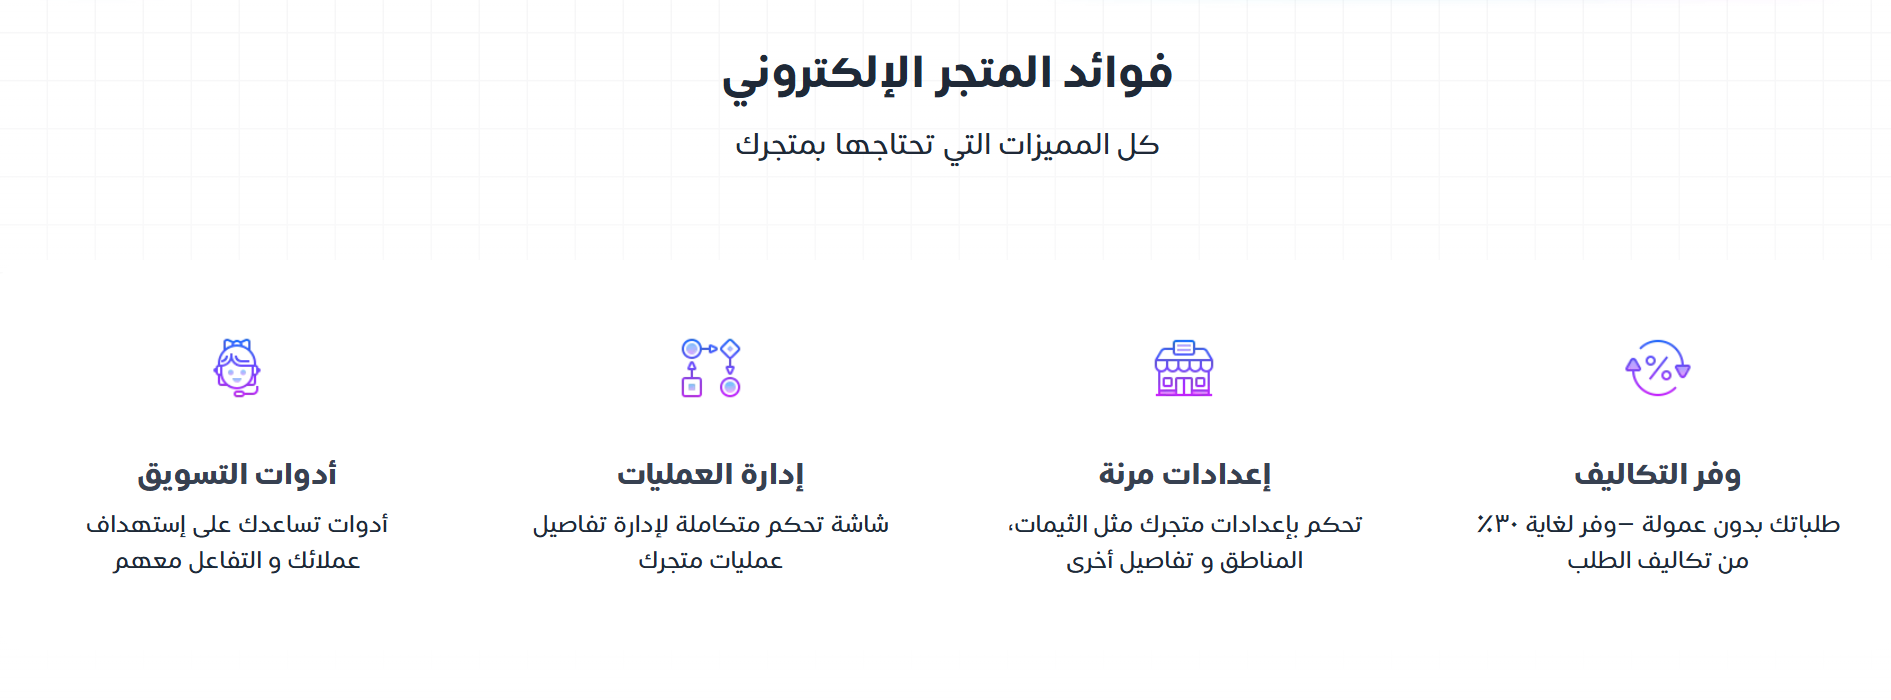 فوائد المتجر الإلكتروني
كل المميزات التي تحتاجها بمتجرك
وفر التكاليف
طلباتك بدون عمولة –وفر لغاية ٣٠٪
من تكاليف الطلب
إعدادات مرنة
تحكم بإعدادات متجرك مثل الثيمات،
المناطق و تفاصيل أخرى
إدارة العمليات
شاشة تحكم متكاملة لإدارة تفاصيل
عمليات متجرك
أدوات التسويق
أدوات تساعدك على إستهداف
عملائك و التفاعل معهم